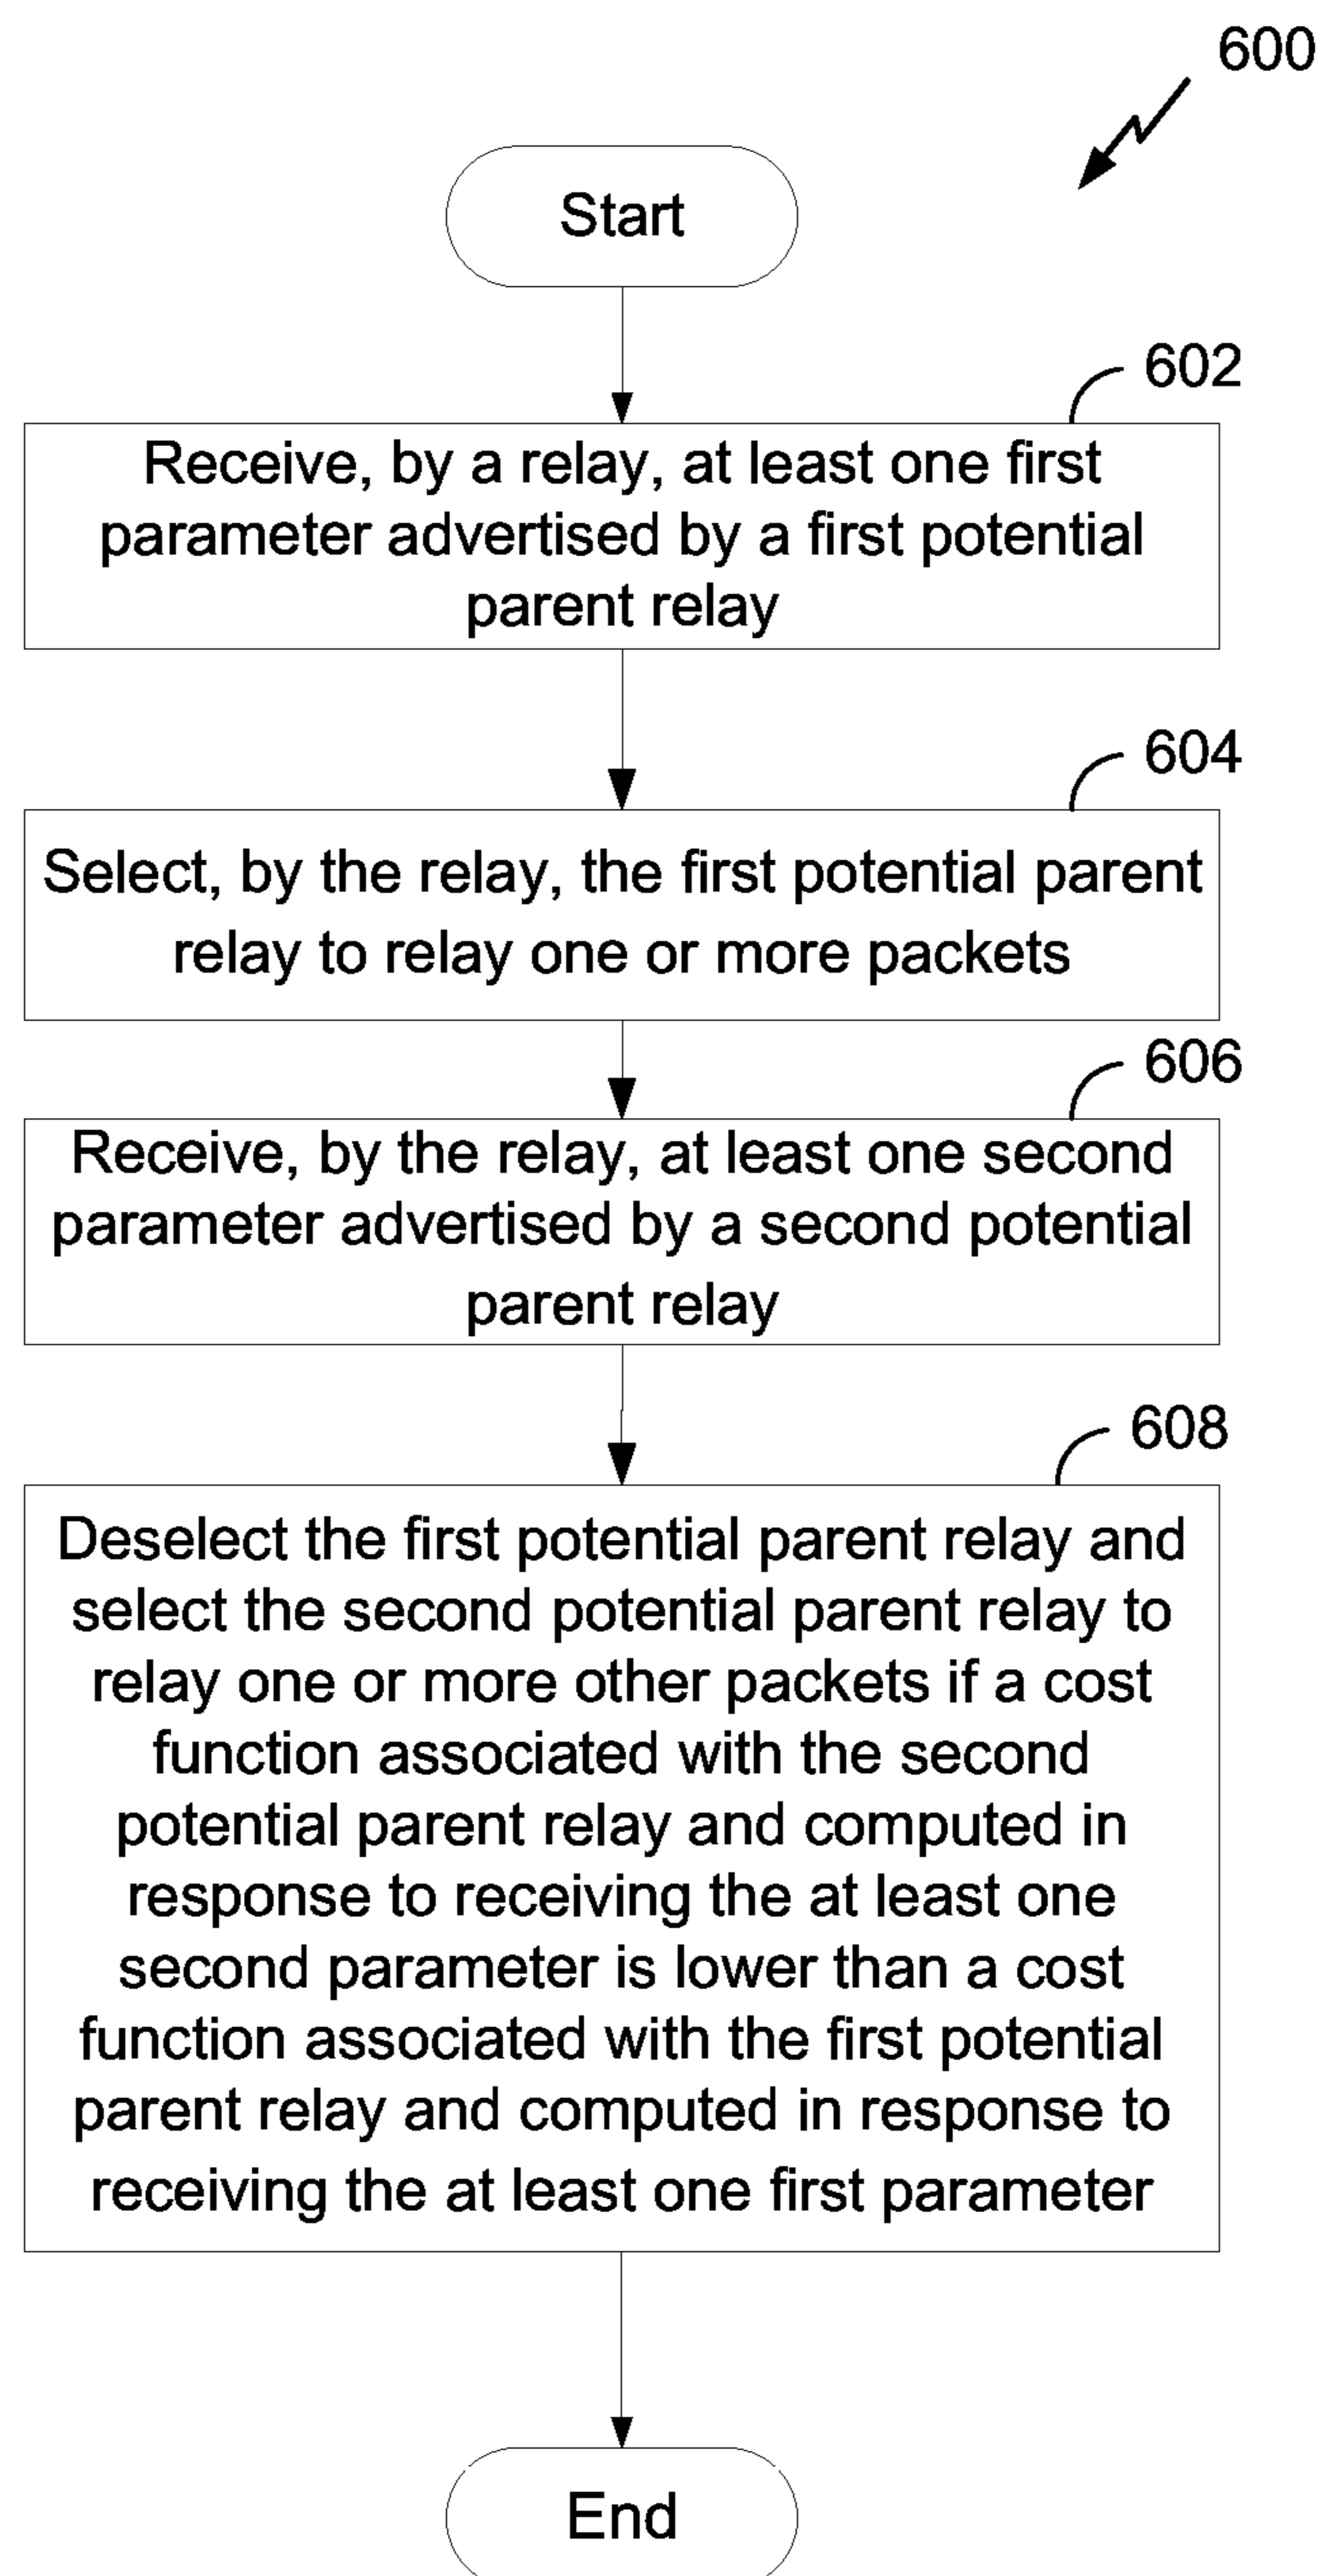 600
Start
602
Receive, by a relay, at least one first
parameter advertised by a first potential
parent relay
604
Select, by the relay, the first potential parent
relay to relay one or more packets
606
Receive, by the relay, at least one second
parameter advertised by a second potential
parent relay
608
Deselect the first potential parent relay and
select the second potential parent relay to
relay one or more other packets if a cost
function associated with the second
potential parent relay and computed in
response to receiving the at least one
second parameter is lower than a cost
function associated with the first potential
parent relay and computed in response to
receiving the at least one first parameter
End